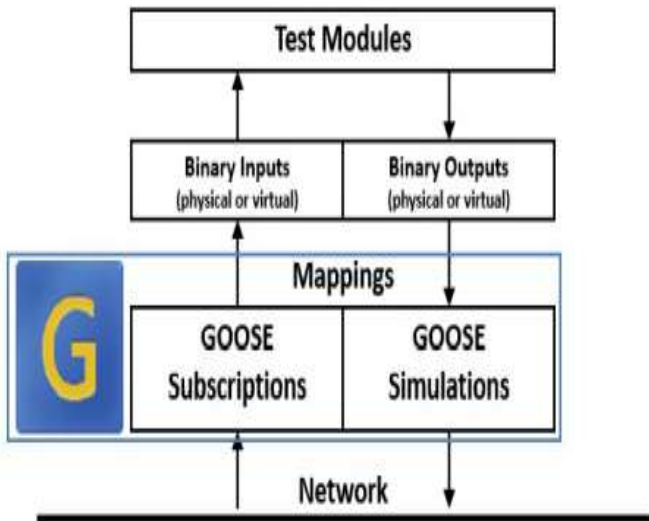 Test Modules
Binary Inputs
(physical or virtual)
Binary Outputs
(physical or virtual)
Mappings
G
GOOSE
Subscriptions
GOOSE
Simulations
Network